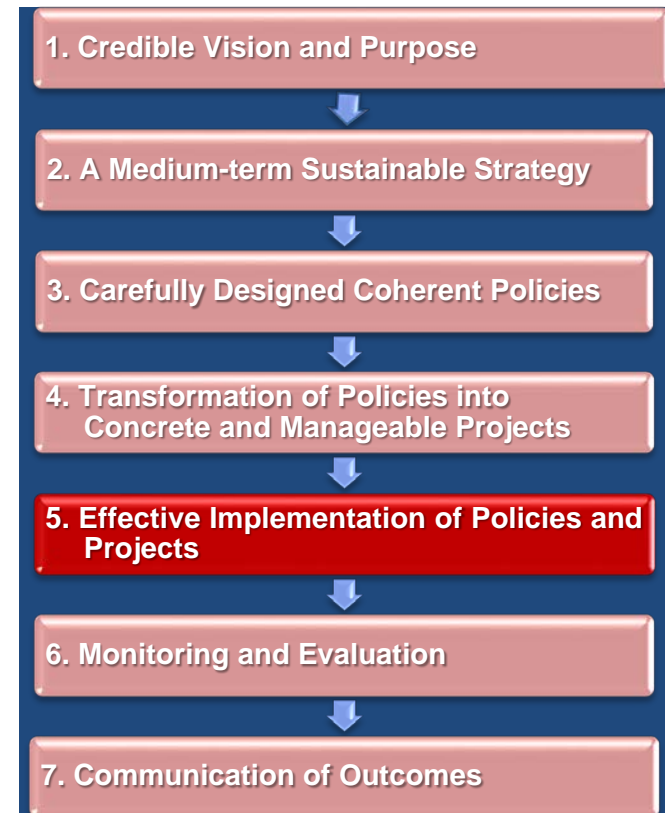 1. Credible Vision and Purpose
2. A Medium-term Sustainable Strategy
3. Carefully Designed Coherent Policies
4. Transformation of Policies into
Concrete and Manageable Projects
5. Effective Implementation of Policies and
Projects
6. Monitoring and Evaluation
7. Communication of Outcomes